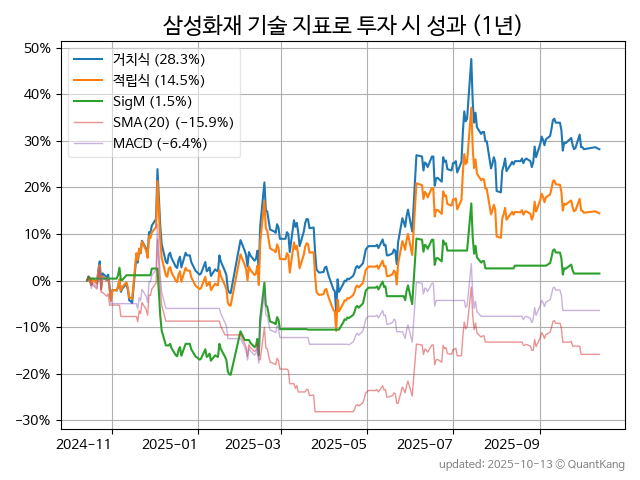 삼성화재 기술 지표로 투자 시 성과 (1년)
거치식 (28.3%)
적립식 (14.5%)
SigM (1.5%)
SMA(20) (−15.9%)
MACD (−6.4%)
50%
40%
30%
20%
10%
0%
−10%
−20%
−30%
2024-11 2025-01 2025-03 2025-05 2025-07 2025-09
updated: 2025-10-13 ⓒ QuantKang